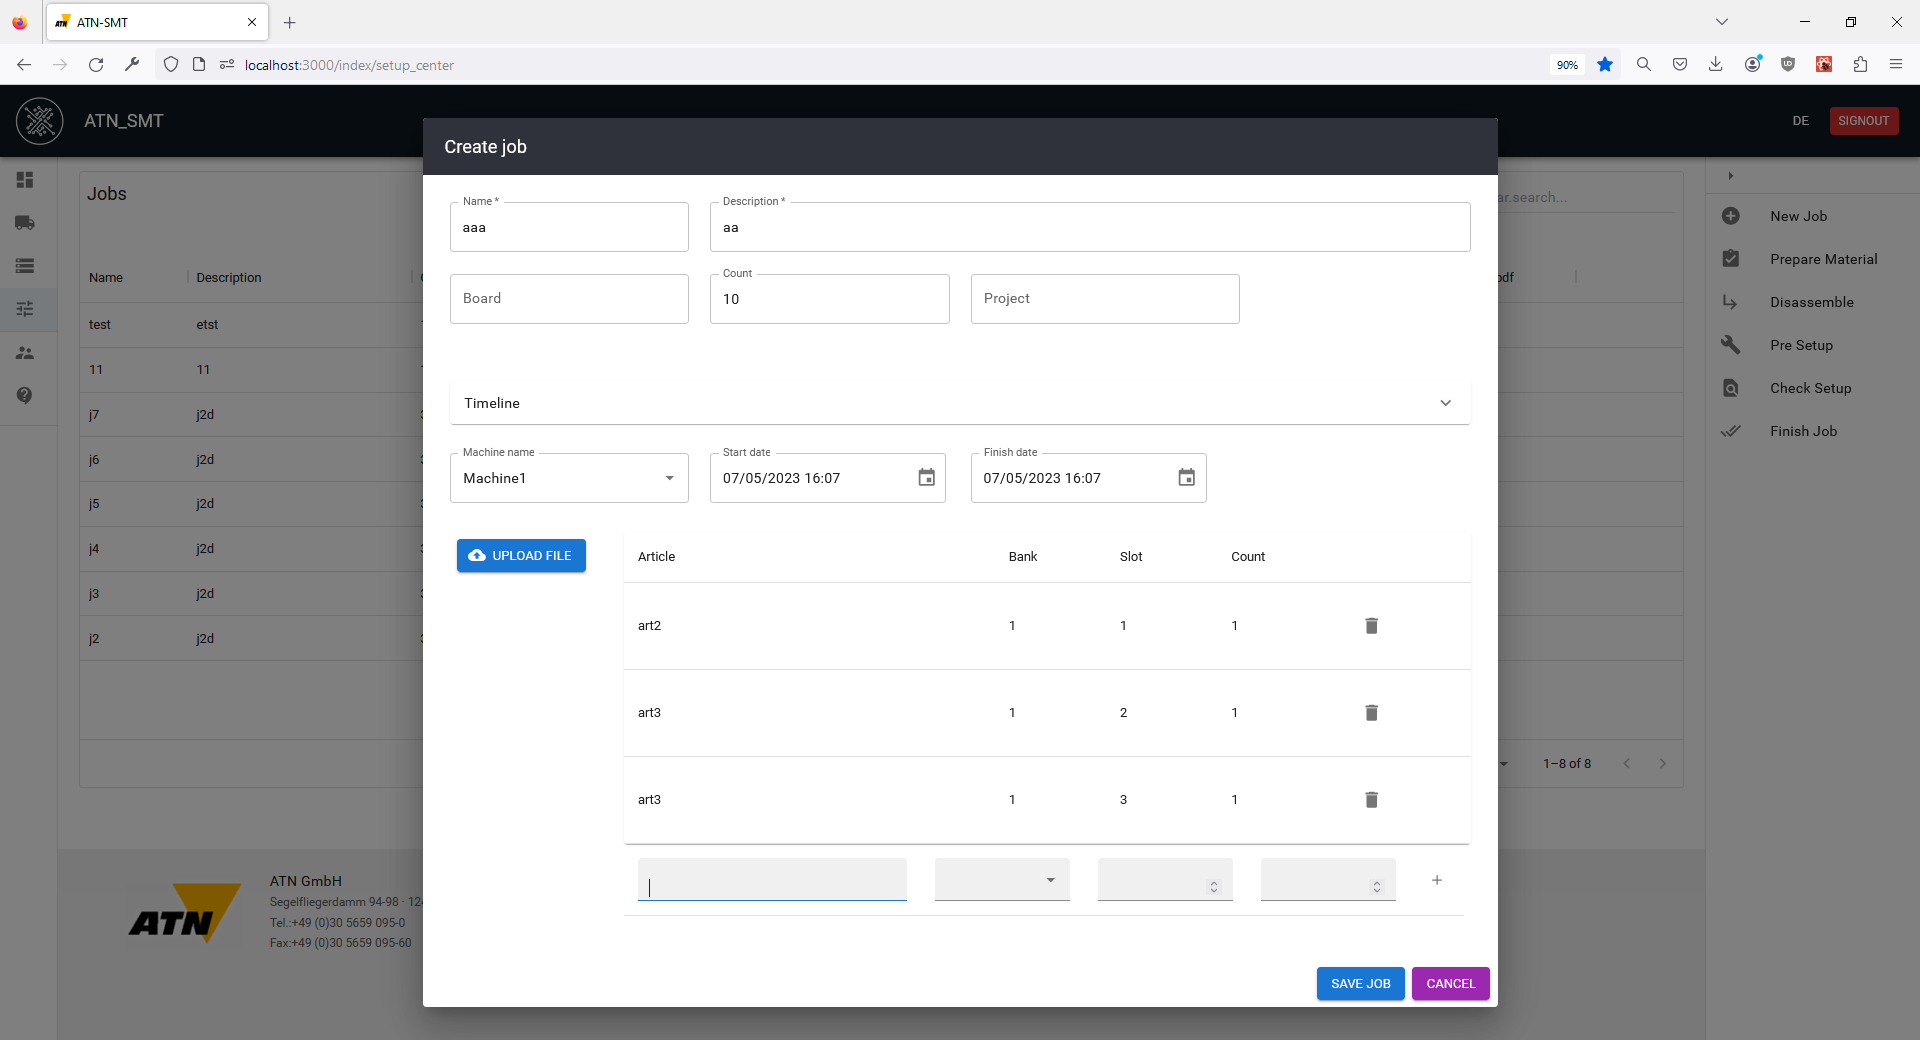 ATN-SMT
localhost:3000/index/setup_center
90%
ATN_SMT
DE
SIGNOUT
Create job
Jobs
Name
Description
test
etst
11
11
j7
j2d
j6
j2d
j5
j2d
j4
j2d
j3
j2d
j2
j2d
1–8 of 8
New Job
Prepare Material
Disassemble
Pre Setup
Check Setup
Finish Job
Name *
aaa
Description *
aa
Board
Count
10
Project
Timeline
Machine name
Machine1
Start date
07/05/2023 16:07
Finish date
07/05/2023 16:07
UPLOAD FILE
Article
Bank
Slot
Count
art2
1
1
1
art3
1
2
1
art3
1
3
1
SAVE JOB
CANCEL
ATN
ATN GmbH
Segelfliegerdamm 94-98 · 12
Tel.:+49 (0)30 5659 095-0
Fax:+49 (0)30 5659 095-60